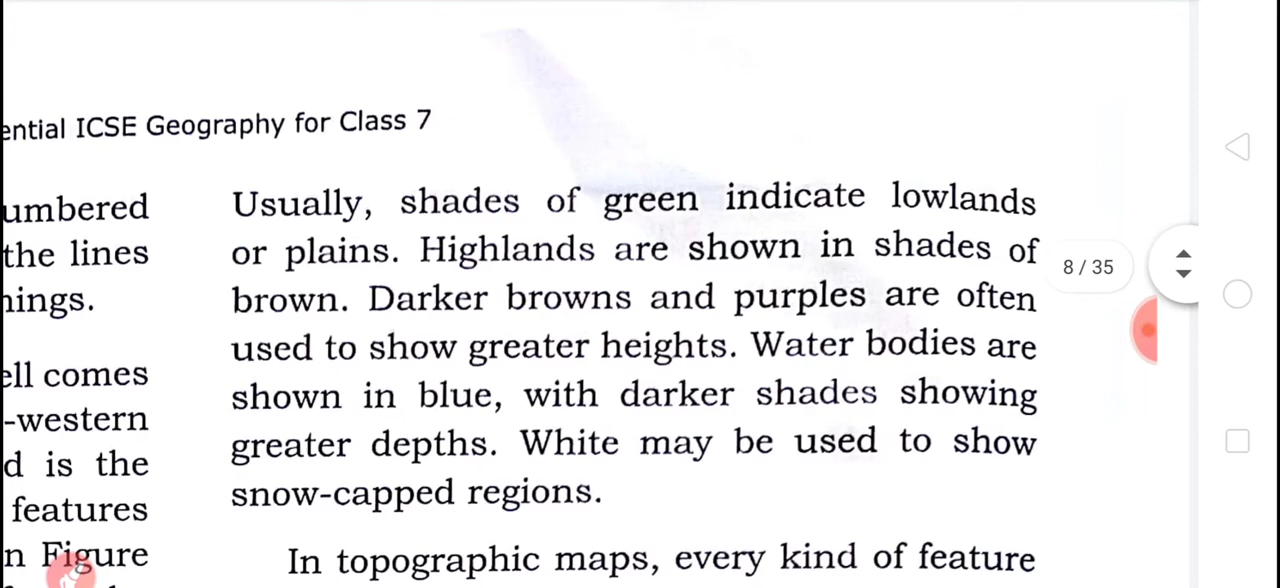 ential ICSE Geography for Class 7
umbered
the lines
nings.
ell comes
-western
d is the
features
n Figure
Usually, shades of green indicate lowlands
or plains. Highlands are shown in shades of
brown. Darker browns and purples are often
used to show greater heights. Water bodies are
shown in blue, with darker shades showing
greater depths. White may be used to show
snow-capped regions.
In topographic maps, every kind of feature
8 / 35